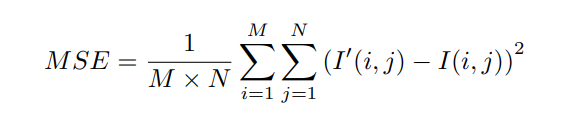 MSE = \frac{1}{M \times N} \sum_{i=1}^{M} \sum_{j=1}^{N} (I'(i,j) - I(i,j))^2